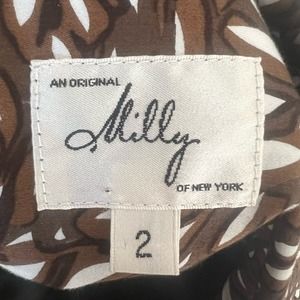 AN ORIGINAL
Milly
OF NEW YORK
2